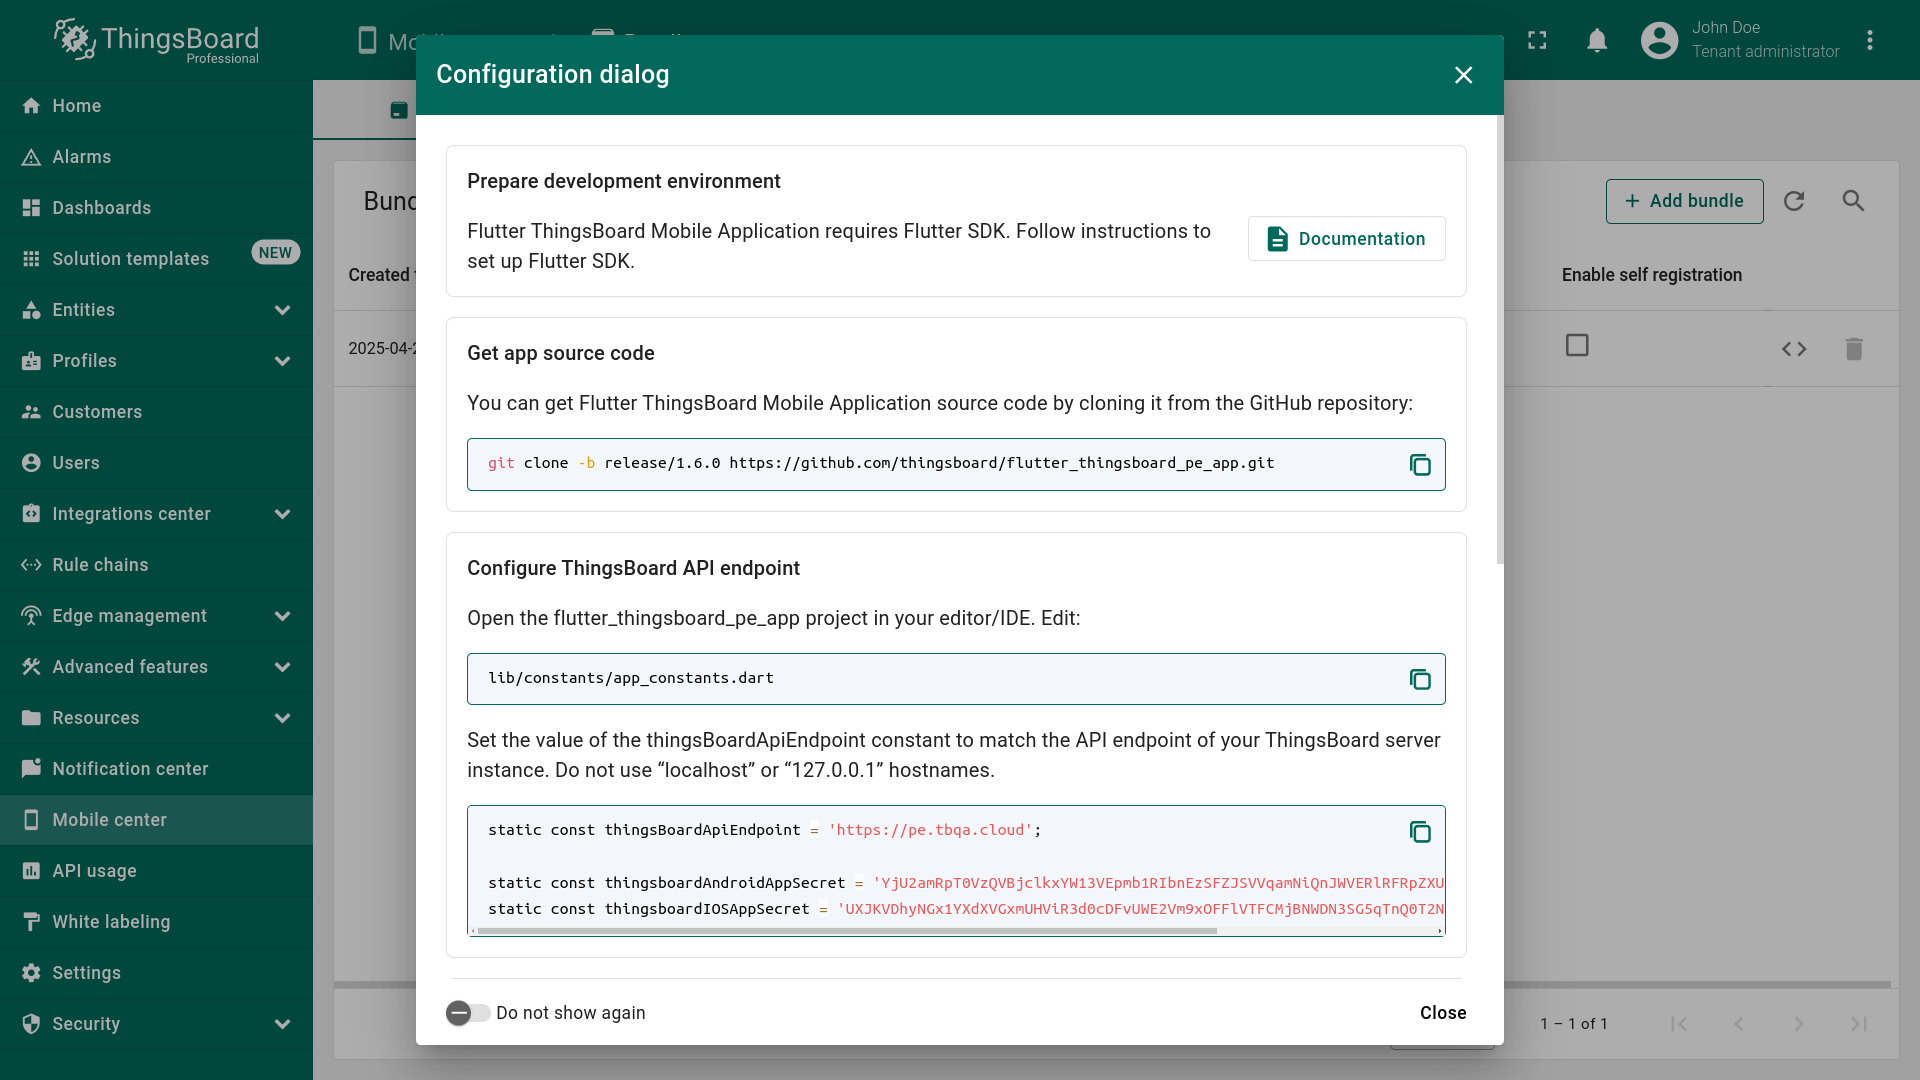 ThingsBoard
Professional
John Doe
Tenant administrator
Home
Alarms
Dashboards
Solution templates
NEW
Entities
Profiles
Customers
Users
Integrations center
Rule chains
Edge management
Advanced features
Resources
Notification center
Mobile center
API usage
White labeling
Settings
Security
Add bundle
Created
Enable self registration
2025-04-2
1 – 1 of 1
Configuration dialog
Prepare development environment
Flutter ThingsBoard Mobile Application requires Flutter SDK. Follow instructions to
set up Flutter SDK.
Documentation
Get app source code
You can get Flutter ThingsBoard Mobile Application source code by cloning it from the GitHub repository:
git clone -b release/1.6.0 https://github.com/thingsboard/flutter_thingsboard_pe_app.git
Configure ThingsBoard API endpoint
Open the flutter_thingsboard_pe_app project in your editor/IDE. Edit:
lib/constants/app_constants.dart
Set the value of the thingsBoardApiEndpoint constant to match the API endpoint of your ThingsBoard server
instance. Do not use “localhost” or “127.0.0.1” hostnames.
static const thingsBoardApiEndpoint = 'https://pe.tbqa.cloud';
static const thingsboardAndroidAppSecret = 'YjU2amRpT0VzQVBjclkxYW13VEpmb1RIbnEzSFZJSVVqamNiQnJWVERlRFRpZXU
static const thingsboardIOSAppSecret = 'UXJKVDhyNGx1YXdXVGxmUHViR3d0cDFvUWE2Vm9xOFFlVTFCMjBNWDN3SG5qTnQ0T2N
Do not show again
Close